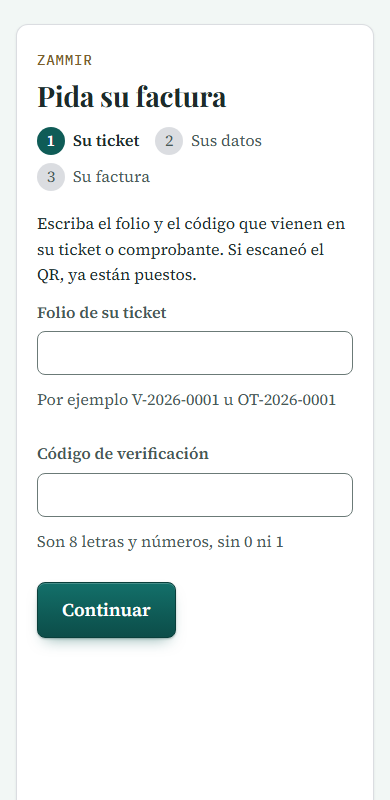 ZAMMIR
Pida su factura
1 Su ticket 2 Sus datos
3 Su factura
Escriba el folio y el código que vienen en
su ticket o comprobante. Si escaneó el
QR, ya están puestos.
Folio de su ticket
Por ejemplo V-2026-0001 u OT-2026-0001
Código de verificación
Son 8 letras y números, sin 0 ni 1
Continuar